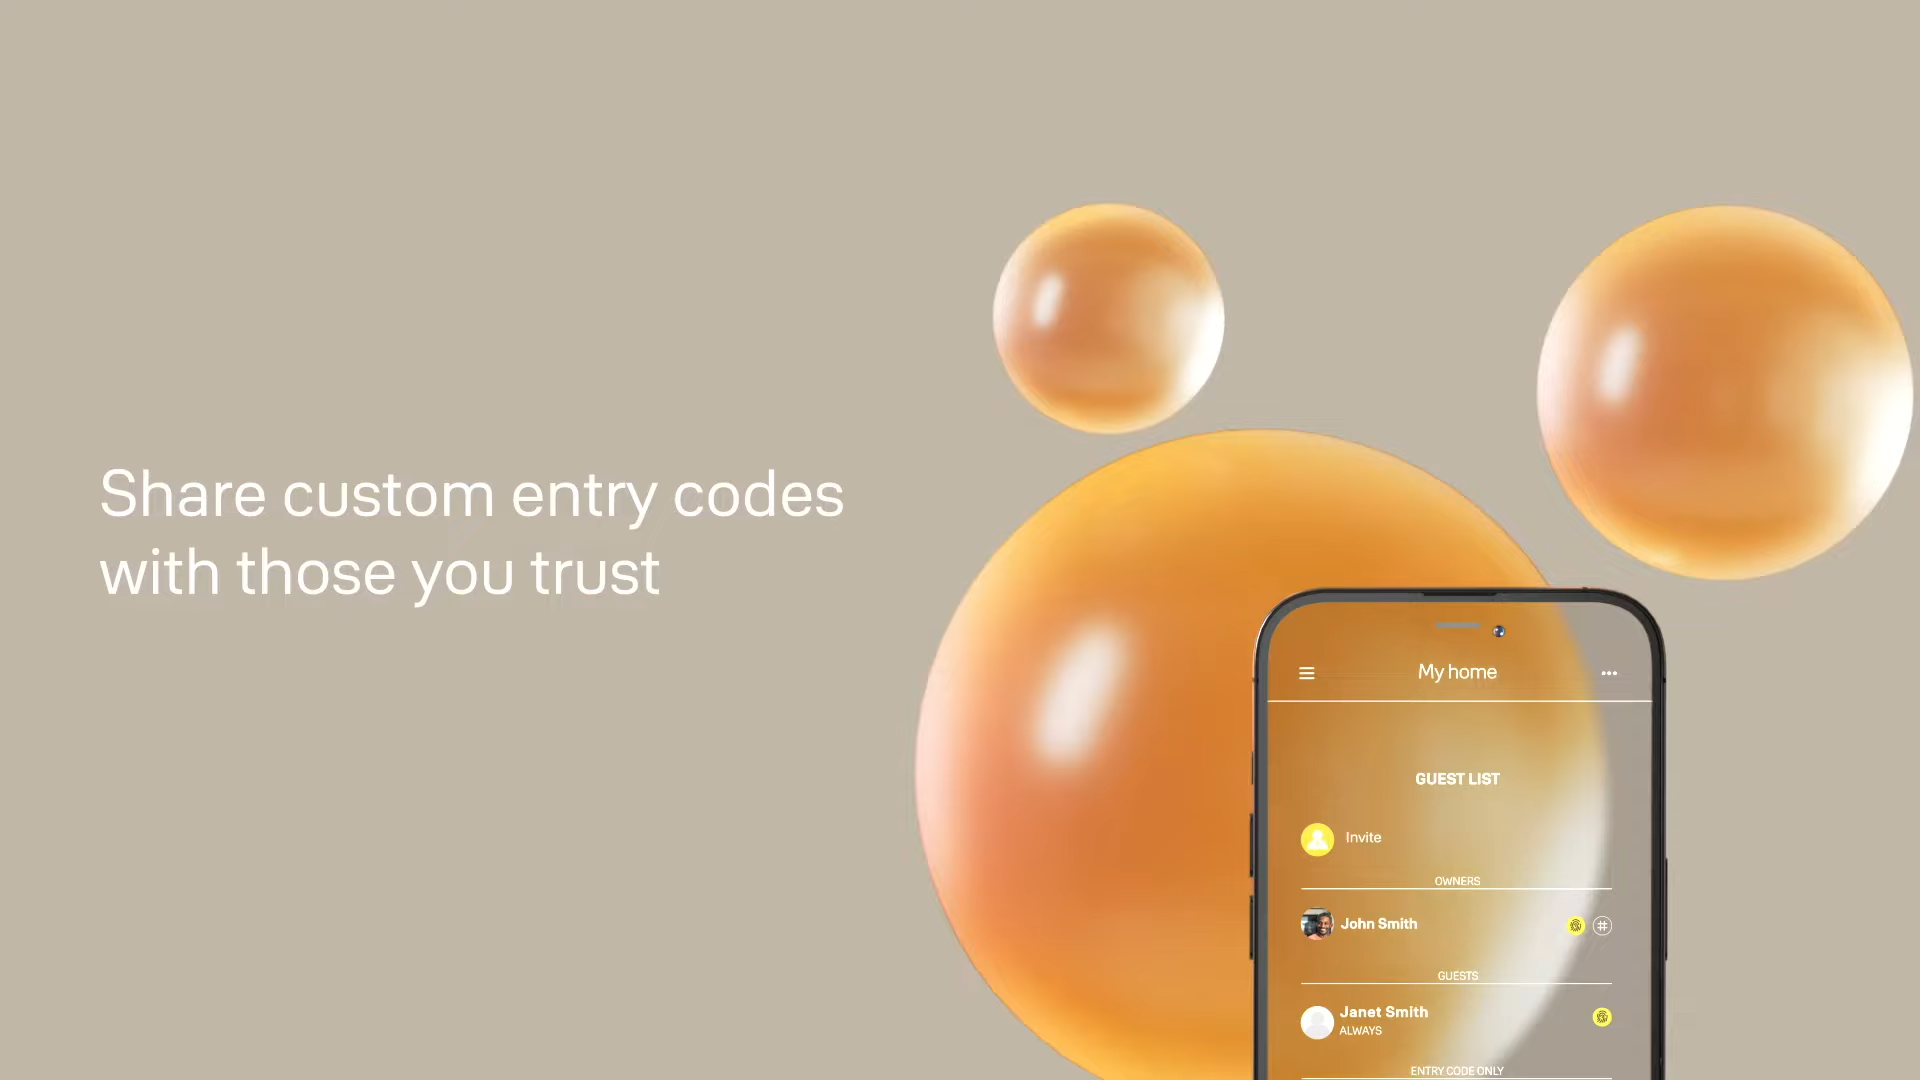 Share custom entry codes
with those you trust
My home
GUEST LIST
Invite
OWNERS
John Smith
GUESTS
Janet Smith
ALWAYS
ENTRY CODE ONLY